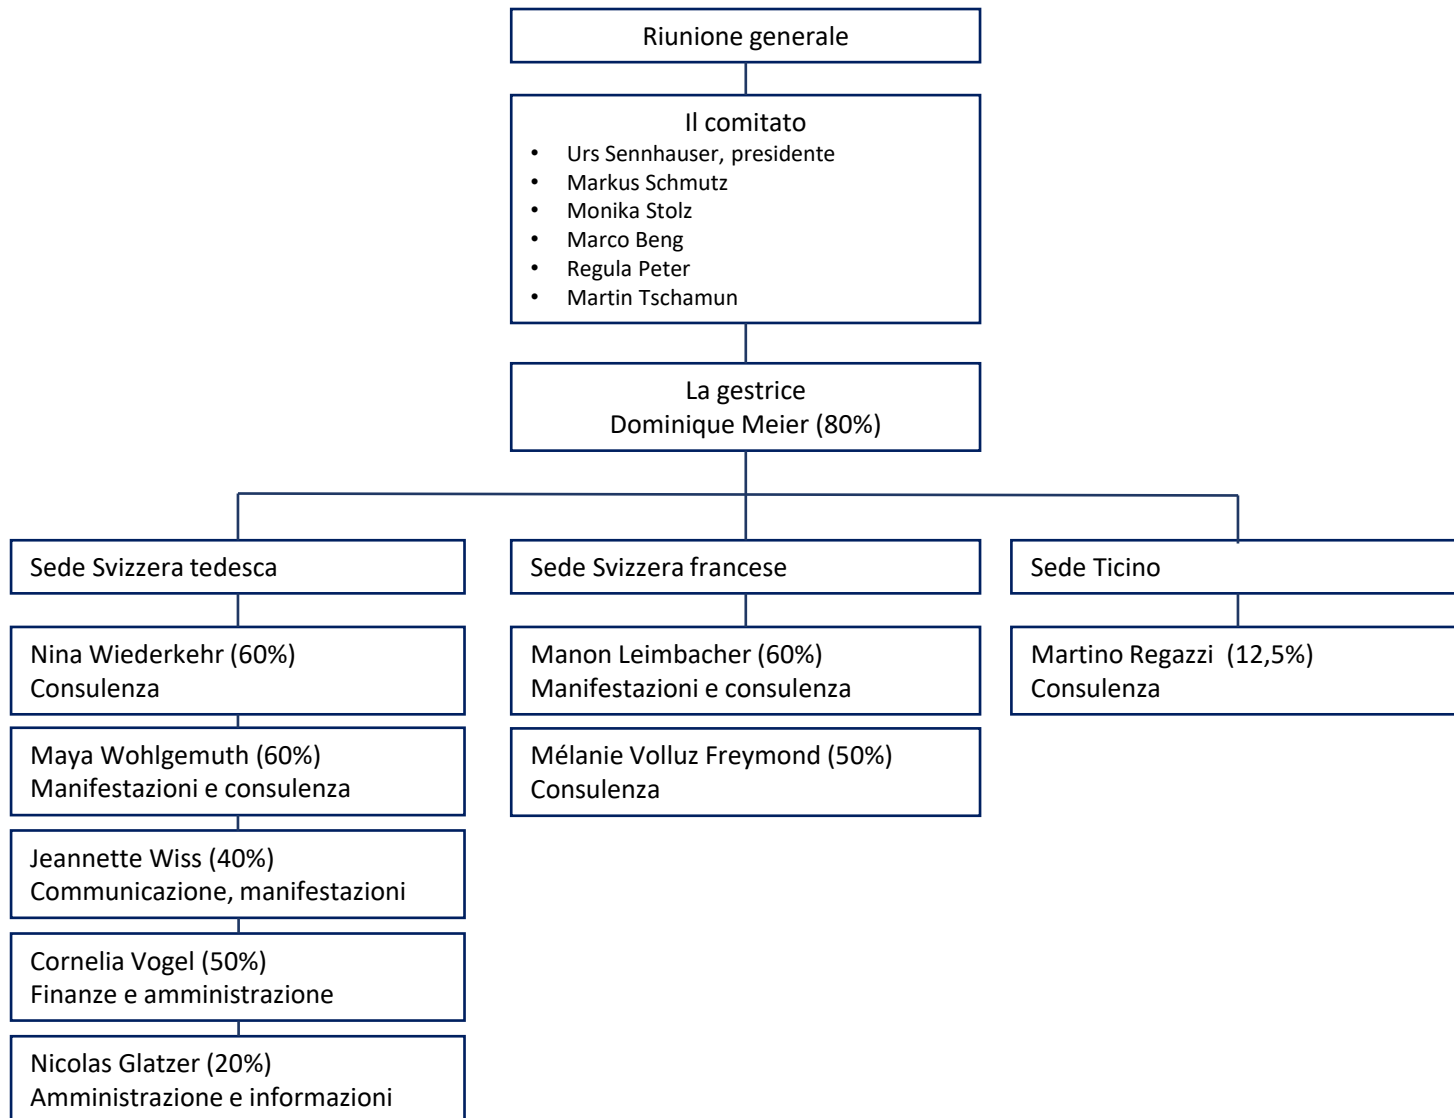 Riunione generale
Il comitato
• Urs Sennhauser, presidente
• Markus Schmutz
• Monika Stolz
• Marco Beng
• Regula Peter
• Martin Tschamun
La gestrice
Dominique Meier (80%)
Sede Svizzera tedesca
Nina Wiederkehr (60%)
Consulenza
Maya Wohlgemuth (60%)
Manifestazioni e consulenza
Jeannette Wiss (40%)
Communicazione, manifestazioni
Cornelia Vogel (50%)
Finanze e amministrazione
Nicolas Glatzer (20%)
Amministrazione e informazioni
Sede Svizzera francese
Manon Leimbacher (60%)
Manifestazioni e consulenza
Mélanie Volluz Freymond (50%)
Consulenza
Sede Ticino
Martino Regazzi (12,5%)
Consulenza